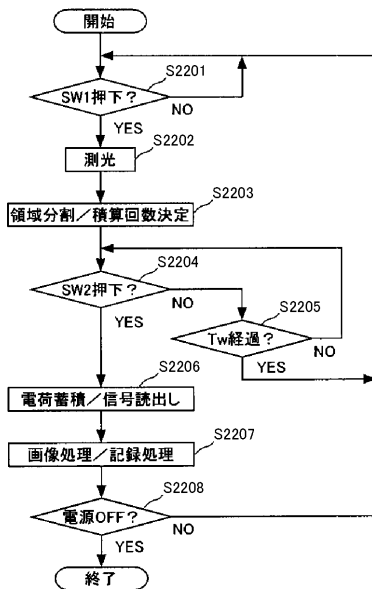 開始
S2201
SW1押下？
NO
YES
S2202
測光
S2203
領域分割／積算回数決定
S2204
SW2押下？
NO
S2205
YES
Tw経過？
NO
YES
S2206
電荷蓄積／信号読出し
S2207
画像処理／記録処理
S2208
電源OFF？
NO
YES
終了